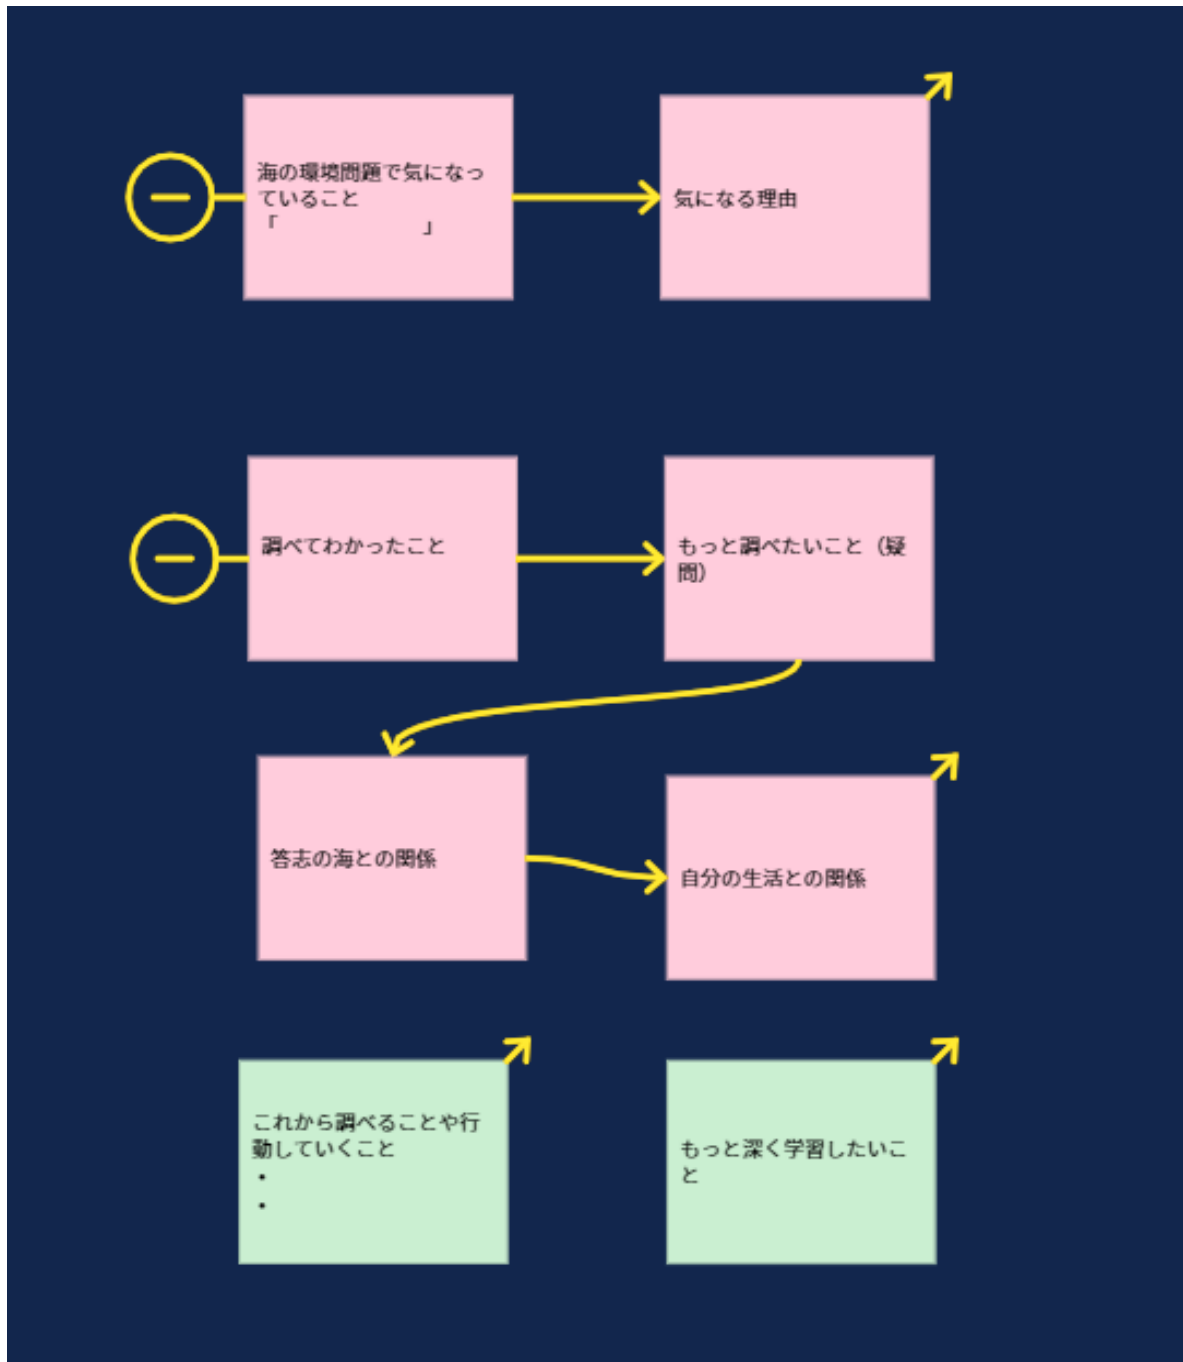 海の環境問題で気になっ
ていること
「　　　　　　　」
気になる理由
調べてわかったこと
もっと調べたいこと（疑
問）
答志の海との関係
自分の生活との関係
これから調べることや行
動していくこと
・
・
もっと深く学習したいこ
と